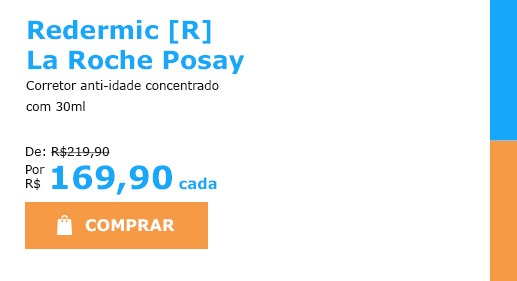 Redermic [R]
La Roche Posay
Corretor anti-idade concentrado
com 30ml
De: R$219,90
Por
R$ 169,90 cada
COMPRAR